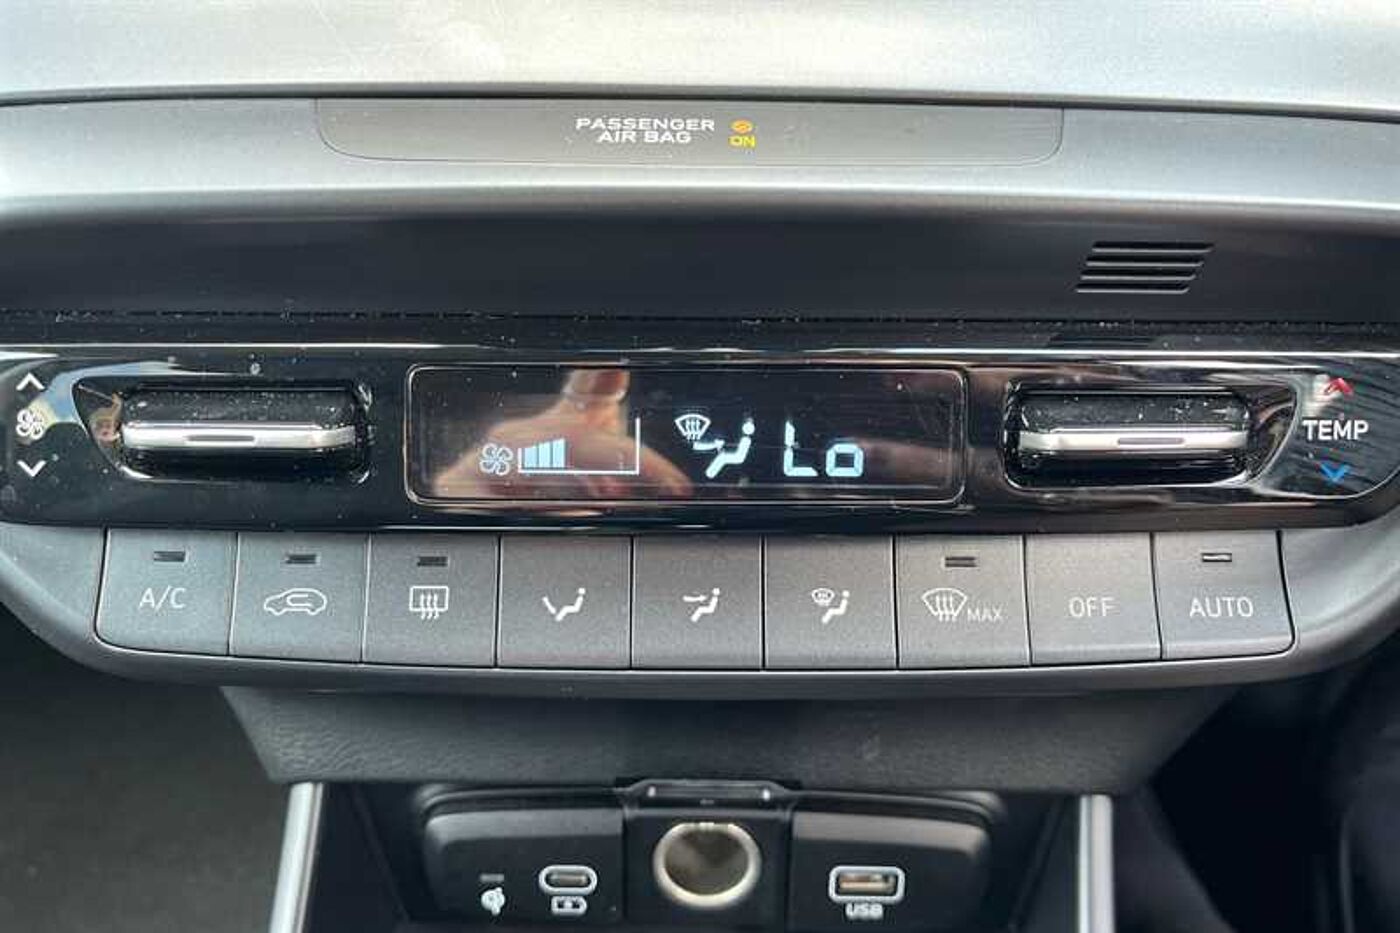 PASSENGER
AIR BAG ON
Lo
TEMP
A/C
MAX
OFF
AUTO
USB